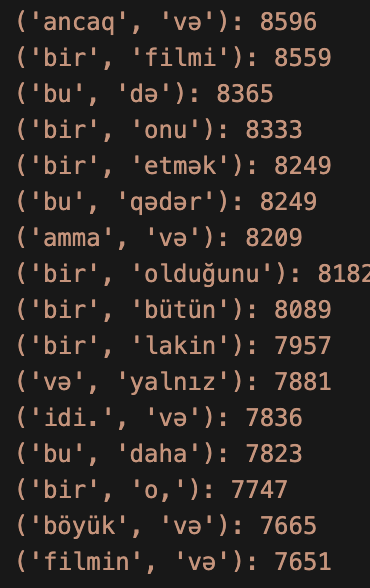 ('ancaq', 'və'): 8596
('bir', 'filmi'): 8559
('bu', 'də'): 8365
('bir', 'onu'): 8333
('bir', 'etmək'): 8249
('bu', 'qədər'): 8249
('amma', 'və'): 8209
('bir', 'olduğunu'): 8182
('bir', 'bütün'): 8089
('bir', 'lakin'): 7957
('və', 'yalnız'): 7881
('idi.', 'və'): 7836
('bu', 'daha'): 7823
('bir', 'o,'): 7747
('böyük', 'və'): 7665
('filmin', 'və'): 7651